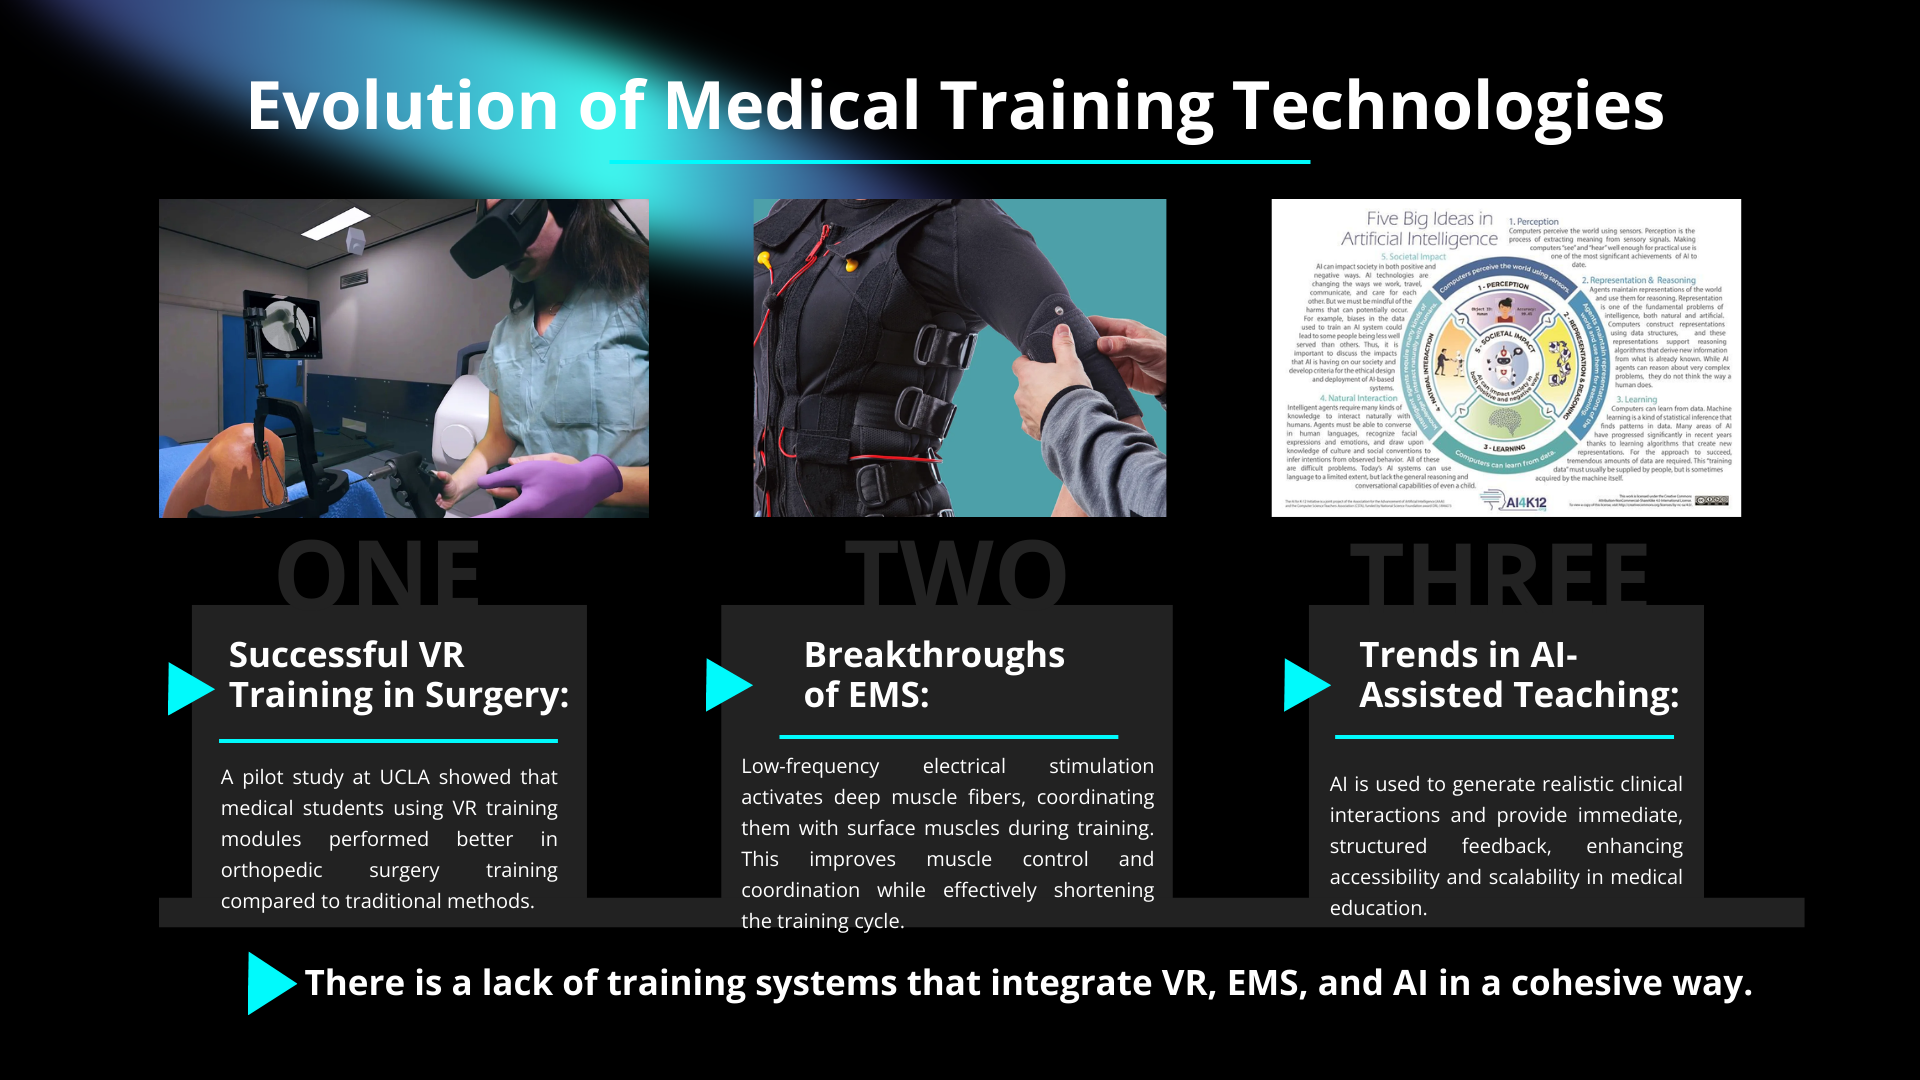 Evolution of Medical Training Technologies
Five Big Ideas in
Artificial Intelligence
1. Perception
Computers perceive the world using sensors. Perception is the
process of extracting meaning from sensory signals. Making
computers "see" and "hear" well enough for practical use is
one of the most significant achievements of AI to
date.
2. Representation & Reasoning
Agents maintain representations of the world
and use them for reasoning. Representation
is one of the fundamental problems of
intelligence, both natural and artificial.
Computers construct representations
using data structures, and these
representations support reasoning
algorithms that derive new information
from what is already known. While AI
agents can reason about very complex
problems, they do not think the way a
human does.
3. Learning
Computers can learn from data. Machine
learning is a kind of statistical inference that
finds patterns in data. Many areas of AI
have progressed significantly in recent years
thanks to learning algorithms that create new
representations. For the approach to succeed,
tremendous amounts of data are required. This "training
data" must usually be supplied by people, but is sometimes
acquired by the machine itself.
4. Natural Interaction
Intelligent agents require many kinds of
knowledge to interact naturally with
humans. Agents must be able to converse
in human languages, recognize facial
expressions and emotions, and draw upon
knowledge of culture and social conventions to
infer intentions from observed behavior. All of these
are difficult problems. Today's AI systems can use
language to a limited extent, but lack the general reasoning and
conversational capabilities of even a child.
5. Societal Impact
AI can impact society in both positive and
negative ways. AI technologies are
changing the ways we work, travel,
communicate, and care for each
other. But we must be mindful of the
harms that can potentially occur.
For example, biases in the data
used to train an AI system could
lead to some people being less well
served than others. Thus, it is
important to discuss the impacts
that AI is having on our society and
develop criteria for the ethical design
and deployment of AI-based
systems.
Computers perceive the world using sensors.
1 - PERCEPTION
2 - REPRESENTATION & REASONING
3 - LEARNING
Computers can learn from data.
4 - NATURAL INTERACTION
5 - SOCIETAL IMPACT
AI can impact society in both positive and negative ways.
AI4K12
ONE
TWO
THREE
Successful VR
Training in Surgery:
A pilot study at UCLA showed that
medical students using VR training
modules performed better in
orthopedic surgery training
compared to traditional methods.
Breakthroughs
of EMS:
Low-frequency electrical stimulation
activates deep muscle fibers, coordinating
them with surface muscles during training.
This improves muscle control and
coordination while effectively shortening
the training cycle.
Trends in AI-
Assisted Teaching:
AI is used to generate realistic clinical
interactions and provide immediate,
structured feedback, enhancing
accessibility and scalability in medical
education.
There is a lack of training systems that integrate VR, EMS, and AI in a cohesive way.